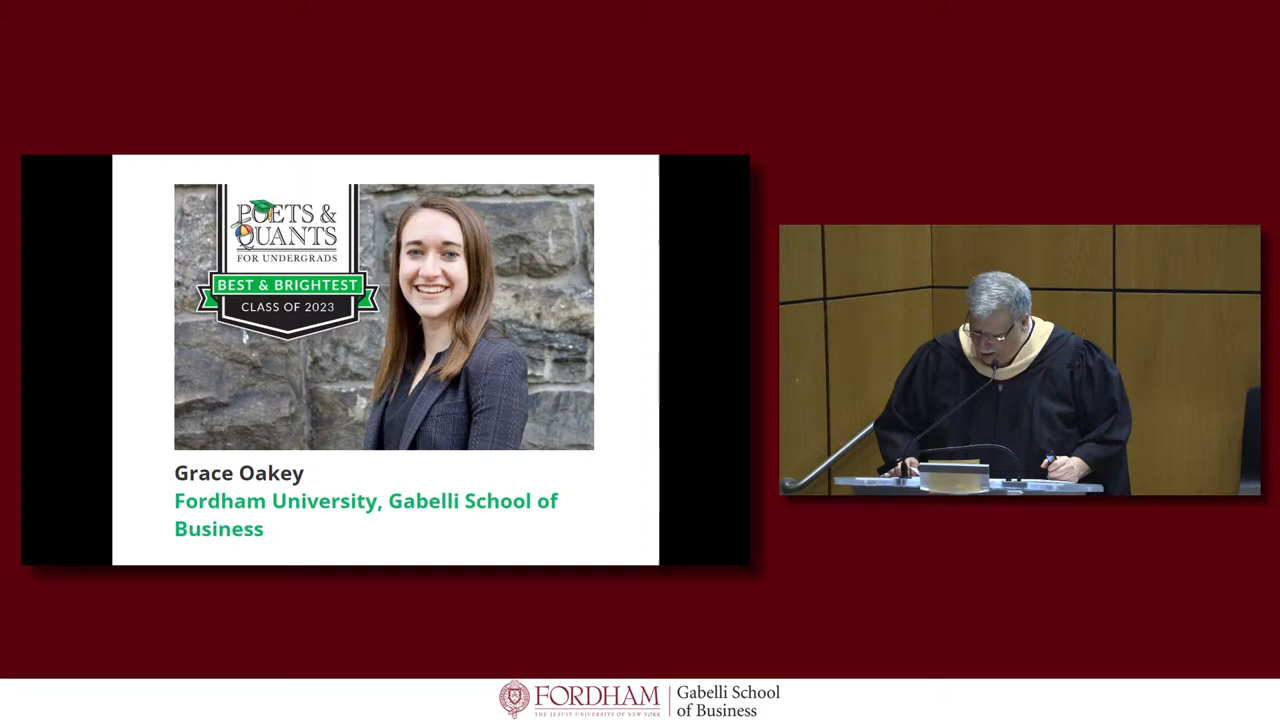 POETS &
QUANTS
FOR UNDERGRADS
BEST & BRIGHTEST
CLASS OF 2023
Grace Oakey
Fordham University, Gabelli School of
Business
FORDHAM
THE JESUIT UNIVERSITY OF NEW YORK
Gabelli School
of Business